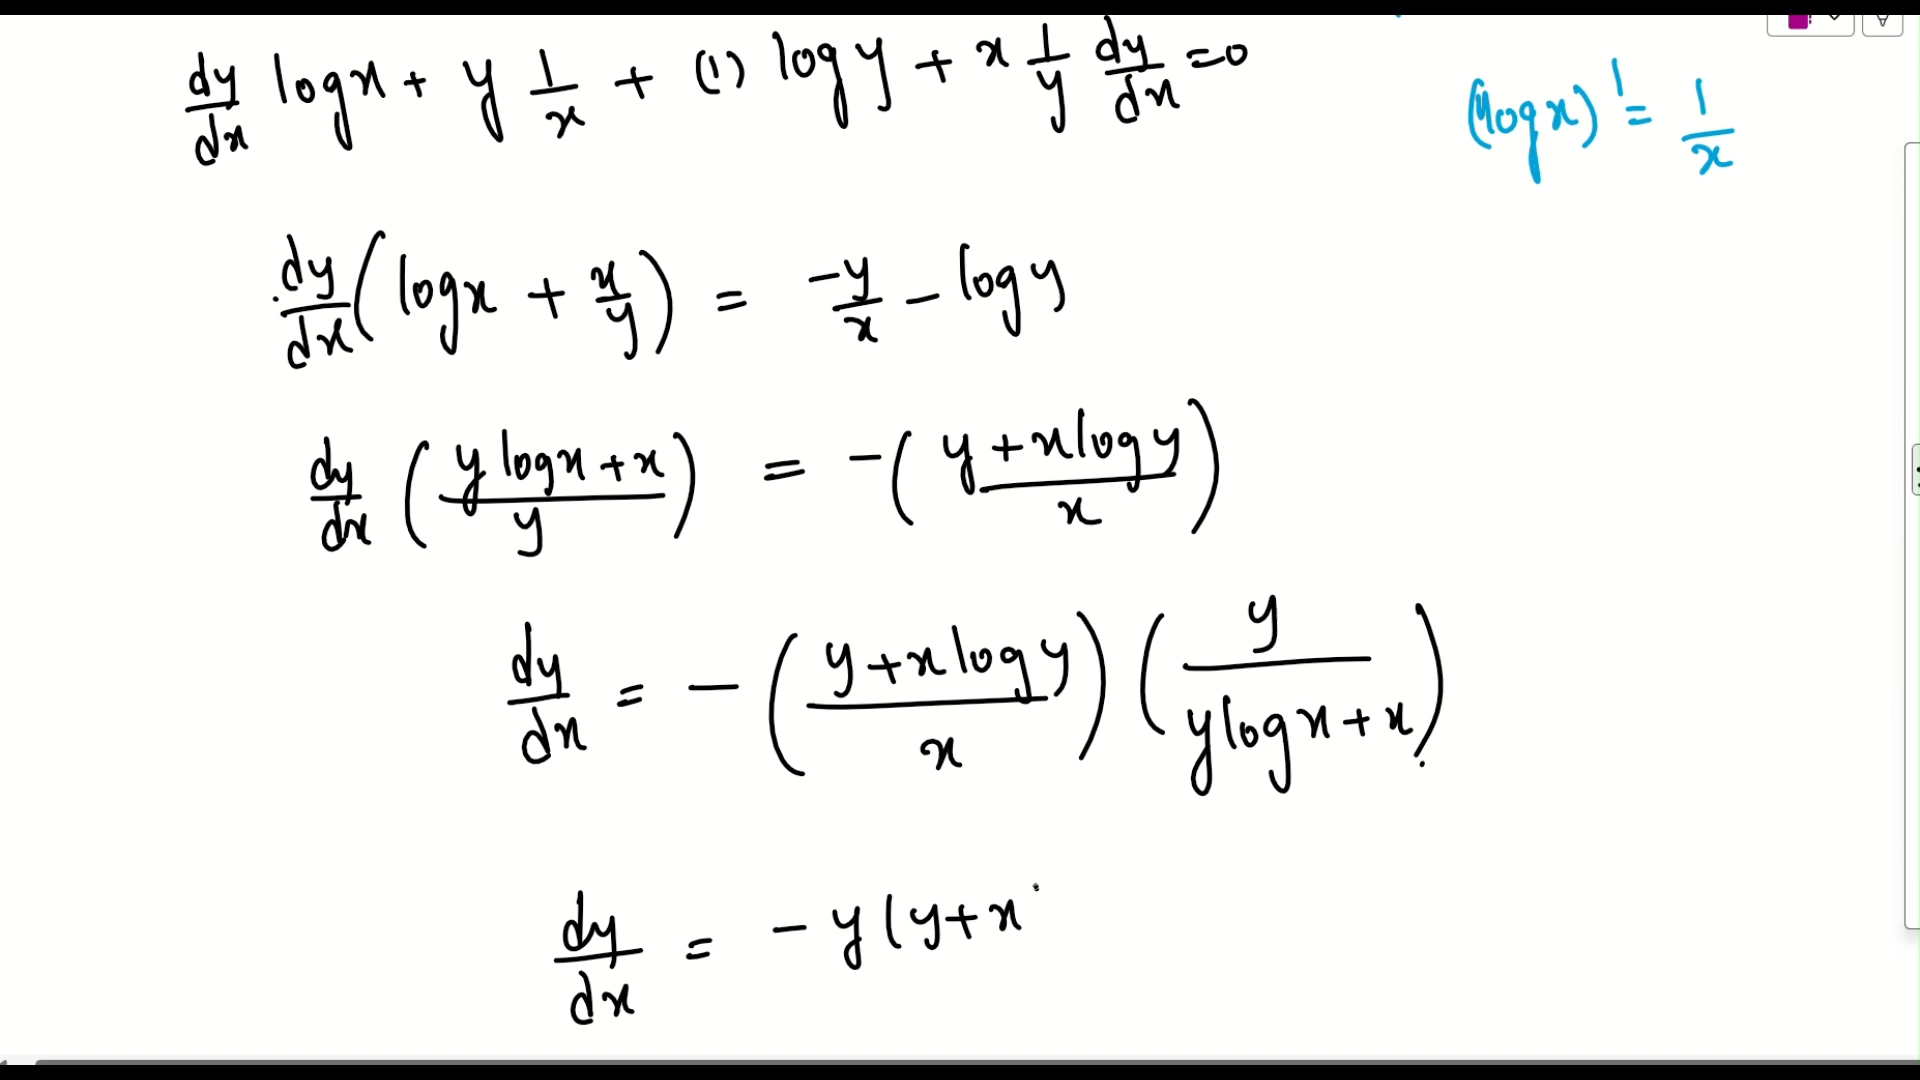 dy/dx log x + y 1/x + (1) log y + x 1/y dy/dx = 0
(log x)' = 1/x
dy/dx ( log x + x/y ) = -y/x - log y
dy/dx ( (y log x + x)/y ) = - ( (y + x log y)/x )
dy/dx = - ( (y + x log y)/x ) ( y/(y log x + x) )
dy/dx = - y (y + x